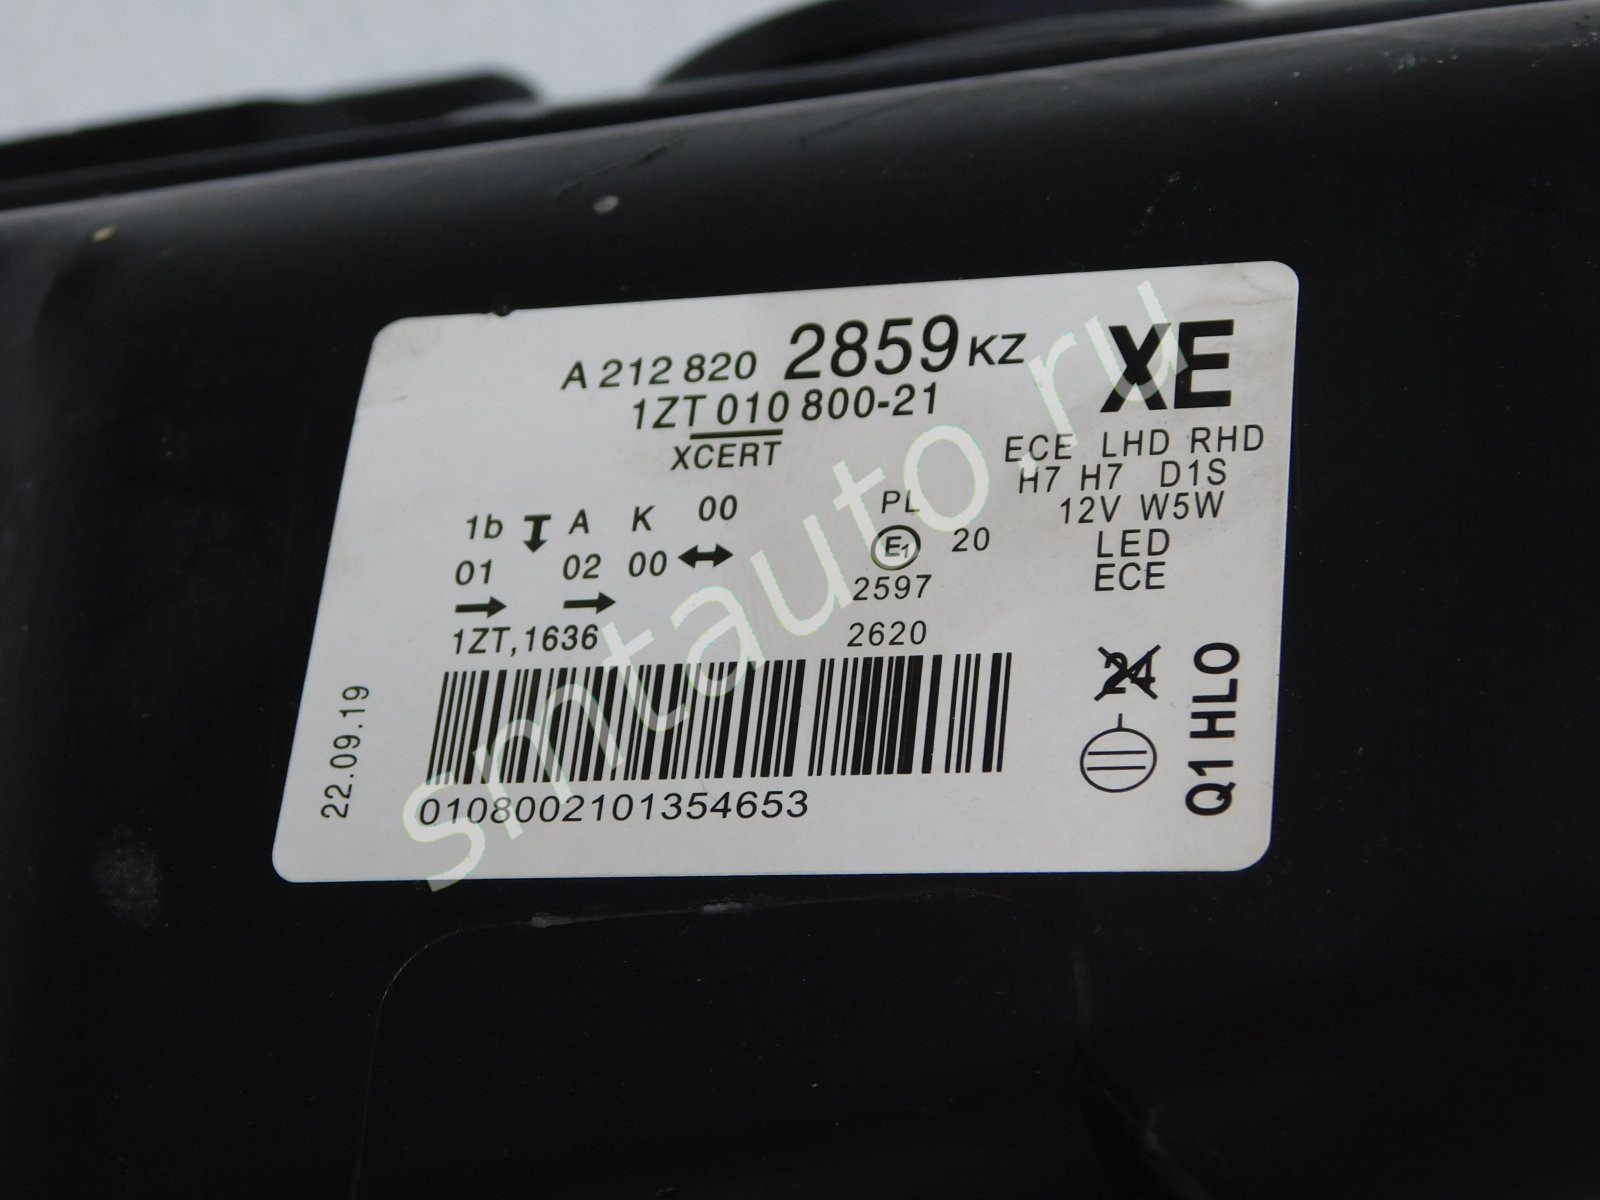 A 212 820 2859 KZ XE
1ZT 010 800-21
XCERT
ECE LHD RHD
H7 H7 D1S
12V W5W
LED
ECE
1b A K 00
01 02 00
PL
E1 20
2597
1ZT,1636 2620
24
Q1 HLO
22.09.19
0108002101354653
smtauto.ru